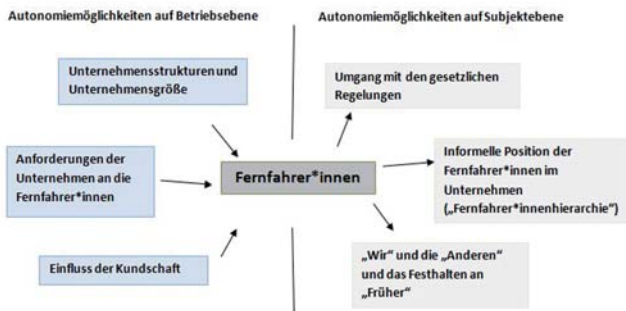 Autonomiemöglichkeiten auf Betriebsebene
Autonomiemöglichkeiten auf Subjektebene
Unternehmensstrukturen und
Unternehmensgröße
Umgang mit den gesetzlichen
Regelungen
Anforderungen der
Unternehmen an die
Fernfahrer*innen
Fernfahrer*innen
Informelle Position der
Fernfahrer*innen im
Unternehmen
(„Fernfahrer*innenhierarchie“)
Einfluss der Kundschaft
„Wir“ und die „Anderen“
und das Festhalten an
„Früher“